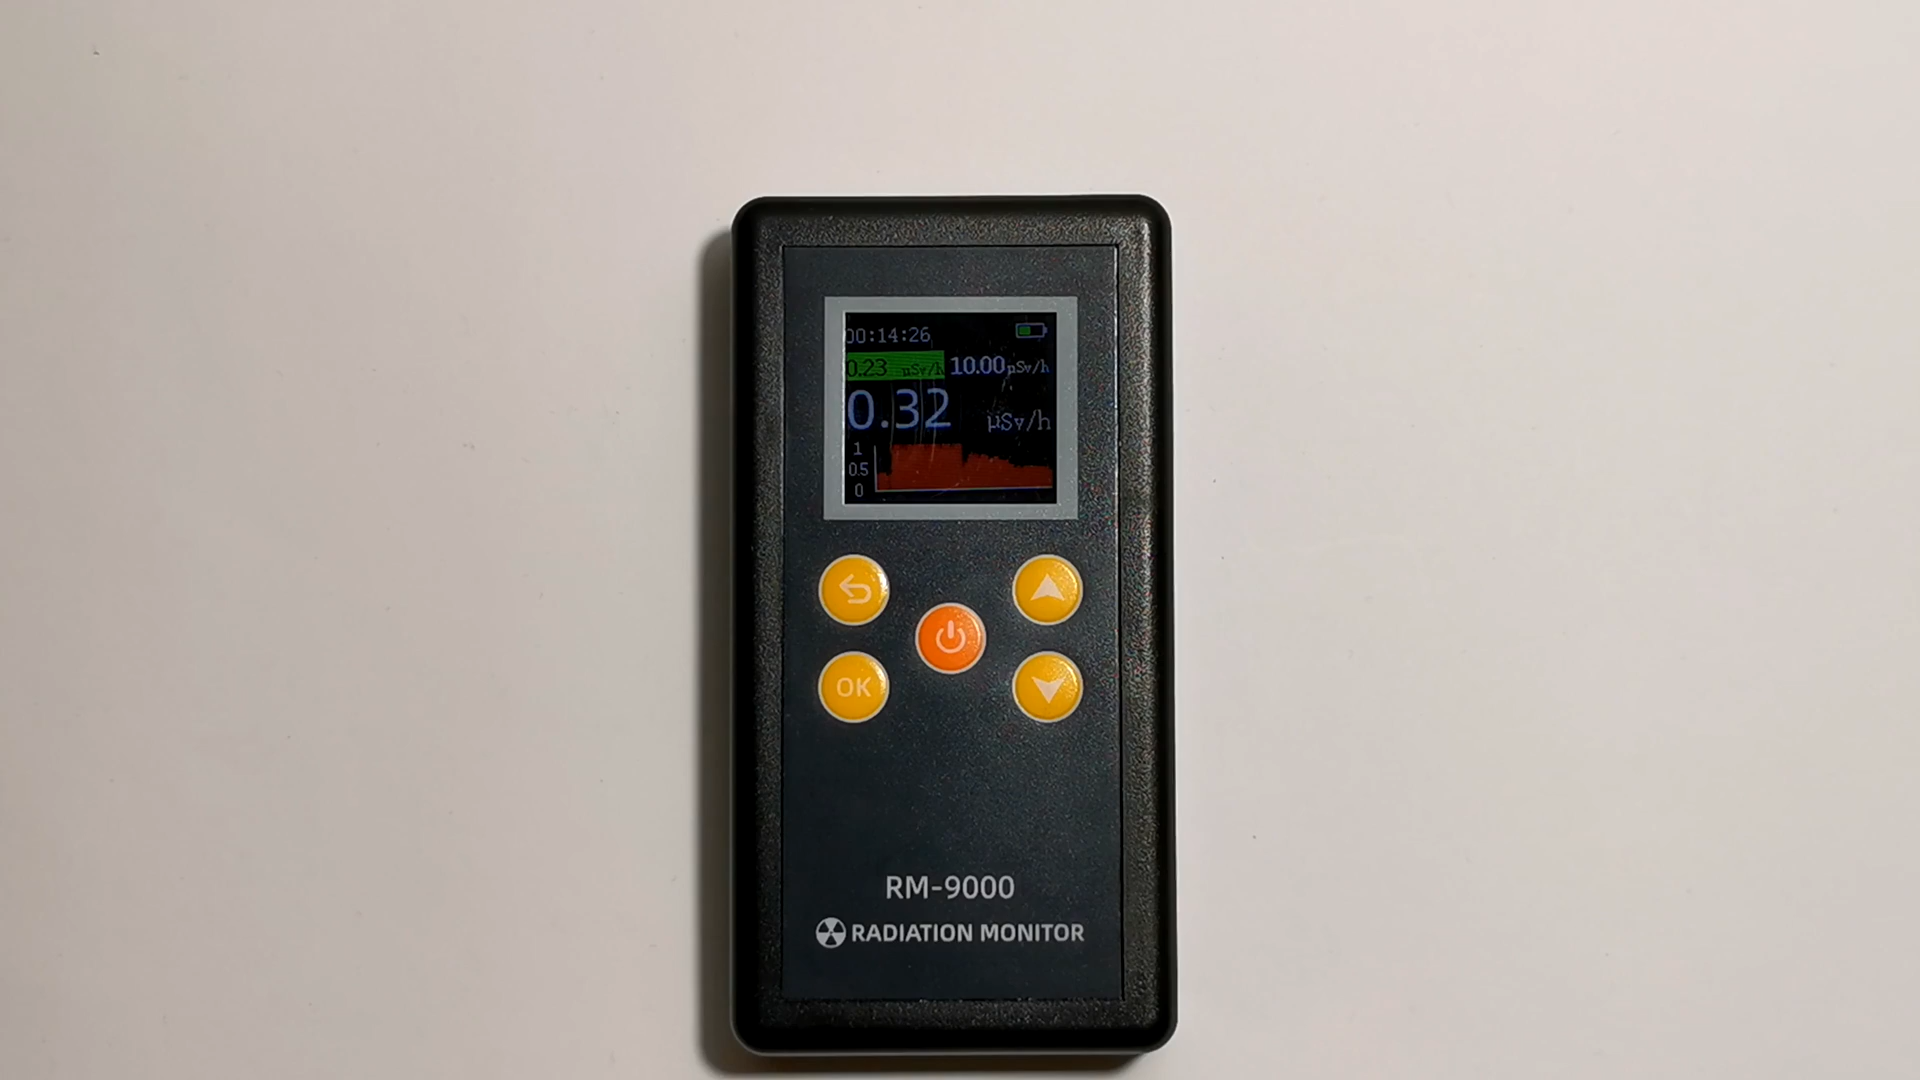 00:14:26
0.23 µSv/h 10.00 µSv/h
0.32 µSv/h
1
0.5
0
OK
RM-9000
RADIATION MONITOR